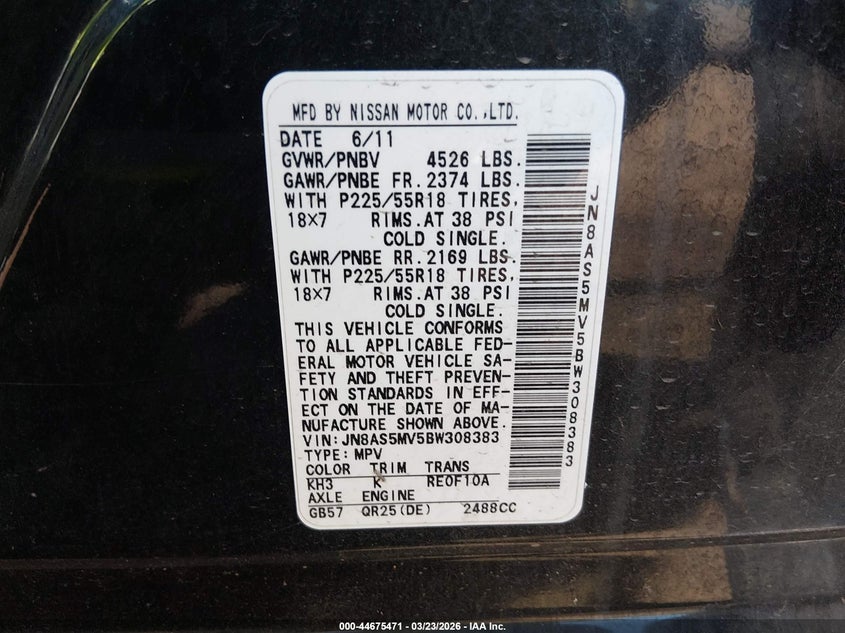 MFD BY NISSAN MOTOR CO.,LTD.
DATE 6/11
GVWR/PNBV 4526 LBS.
GAWR/PNBE FR. 2374 LBS.
WITH P225/55R18 TIRES,
18X7 RIMS.AT 38 PSI
COLD SINGLE.
GAWR/PNBE RR. 2169 LBS.
WITH P225/55R18 TIRES,
18X7 RIMS.AT 38 PSI
COLD SINGLE.
THIS VEHICLE CONFORMS
TO ALL APPLICABLE FED-
ERAL MOTOR VEHICLE SA-
FETY AND THEFT PREVEN-
TION STANDARDS IN EFF-
ECT ON THE DATE OF MA-
NUFACTURE SHOWN ABOVE.
VIN:JN8AS5MV5BW308383
TYPE:MPV
COLOR TRIM TRANS
KH3 K RE0F10A
AXLE ENGINE
GB57 QR25(DE) 2488CC
JN8AS5MV5BW308383
000-44675471 - 03/23/2026 - IAA Inc.